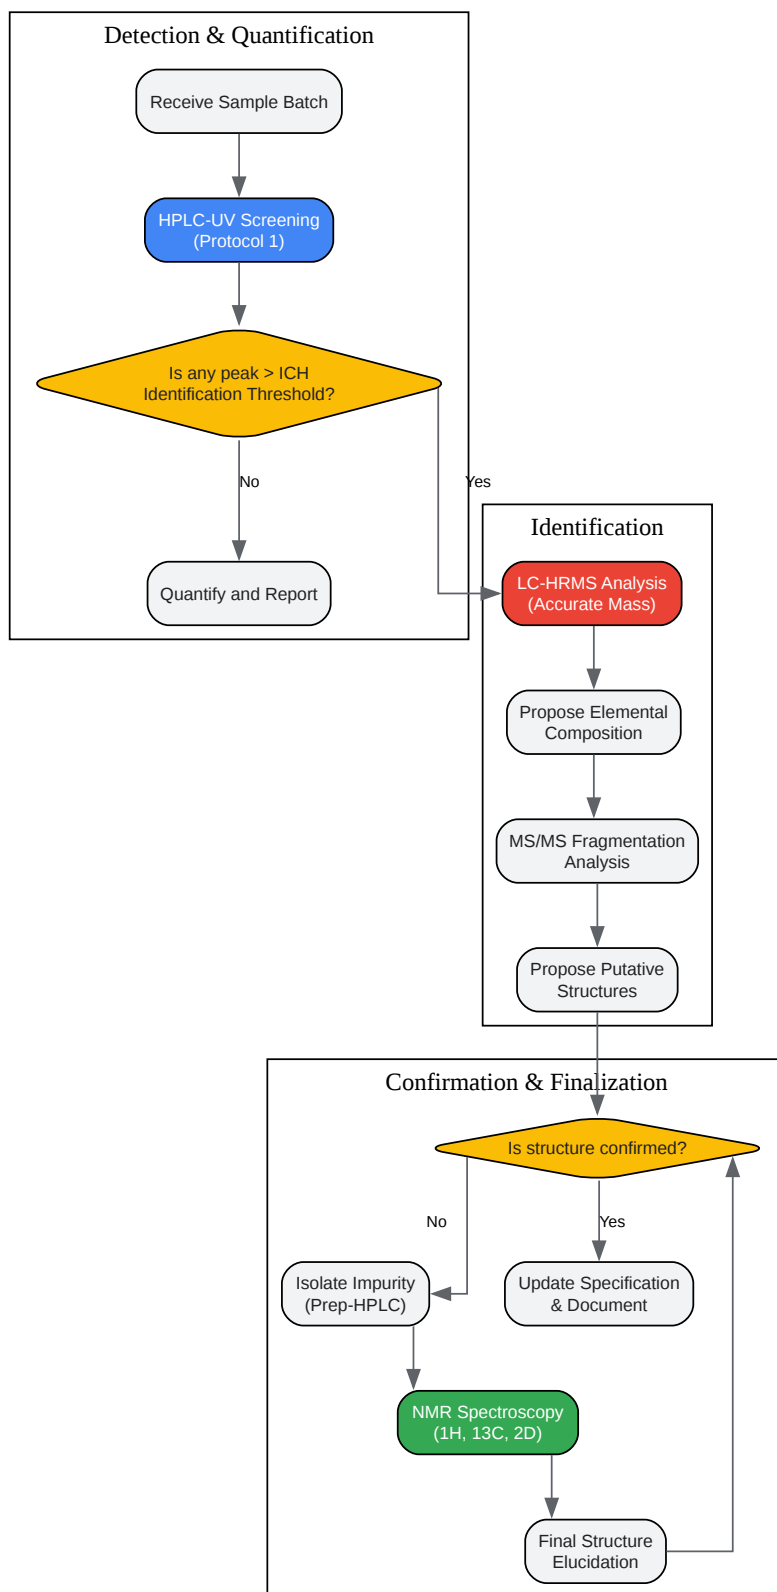 Detection & Quantification
Receive Sample Batch
HPLC-UV Screening
(Protocol 1)
Is any peak > ICH
Identification Threshold?
No
Yes
Quantify and Report
Identification
LC-HRMS Analysis
(Accurate Mass)
Propose Elemental
Composition
MS/MS Fragmentation
Analysis
Propose Putative
Structures
Confirmation & Finalization
Is structure confirmed?
No
Yes
Isolate Impurity
(Prep-HPLC)
Update Specification
& Document
NMR Spectroscopy
(1H, 13C, 2D)
Final Structure
Elucidation